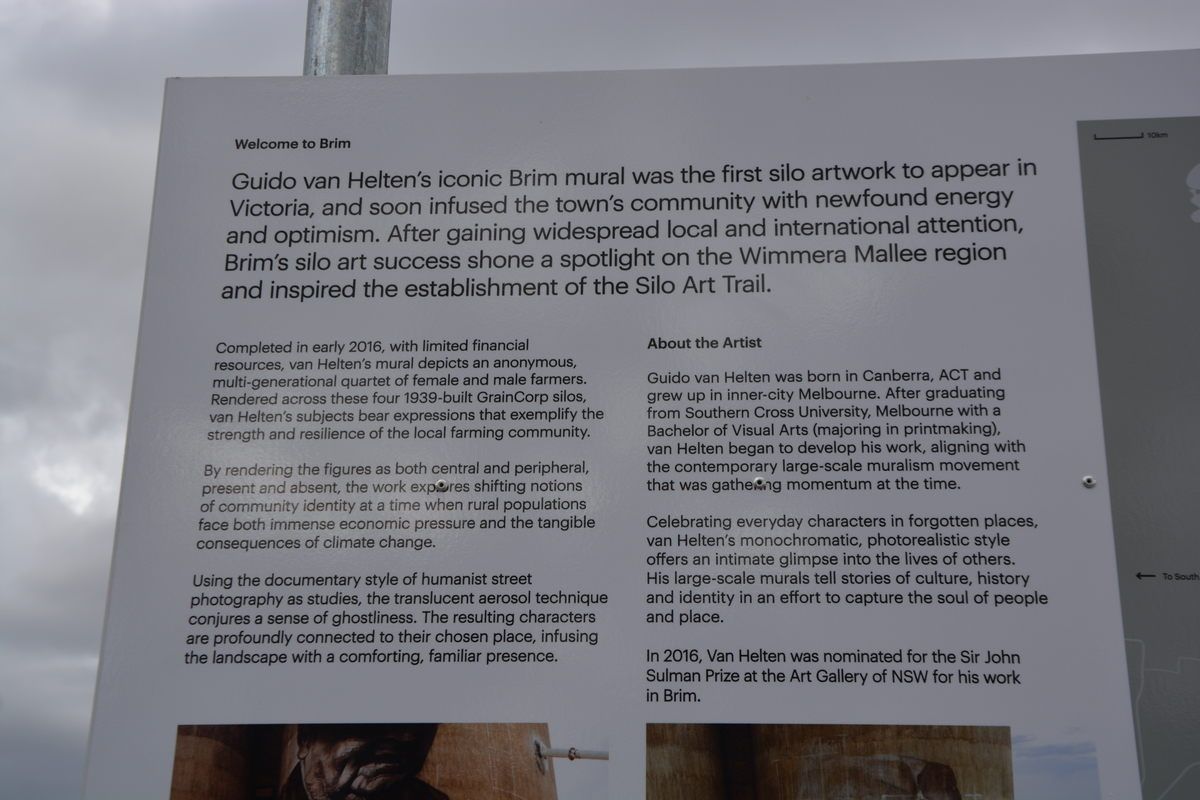 Welcome to Brim
Guido van Helten's iconic Brim mural was the first silo artwork to appear in
Victoria, and soon infused the town's community with newfound energy
and optimism. After gaining widespread local and international attention,
Brim's silo art success shone a spotlight on the Wimmera Mallee region
and inspired the establishment of the Silo Art Trail.
Completed in early 2016, with limited financial
resources, van Helten's mural depicts an anonymous,
multi-generational quartet of female and male farmers.
Rendered across these four 1939-built GrainCorp silos,
van Helten's subjects bear expressions that exemplify the
strength and resilience of the local farming community.
By rendering the figures as both central and peripheral,
present and absent, the work explores shifting notions
of community identity at a time when rural populations
face both immense economic pressure and the tangible
consequences of climate change.
Using the documentary style of humanist street
photography as studies, the translucent aerosol technique
conjures a sense of ghostliness. The resulting characters
are profoundly connected to their chosen place, infusing
the landscape with a comforting, familiar presence.
About the Artist
Guido van Helten was born in Canberra, ACT and
grew up in inner-city Melbourne. After graduating
from Southern Cross University, Melbourne with a
Bachelor of Visual Arts (majoring in printmaking),
van Helten began to develop his work, aligning with
the contemporary large-scale muralism movement
that was gathering momentum at the time.
Celebrating everyday characters in forgotten places,
van Helten's monochromatic, photorealistic style
offers an intimate glimpse into the lives of others.
His large-scale murals tell stories of culture, history
and identity in an effort to capture the soul of people
and place.
In 2016, Van Helten was nominated for the Sir John
Sulman Prize at the Art Gallery of NSW for his work
in Brim.
10km
To South